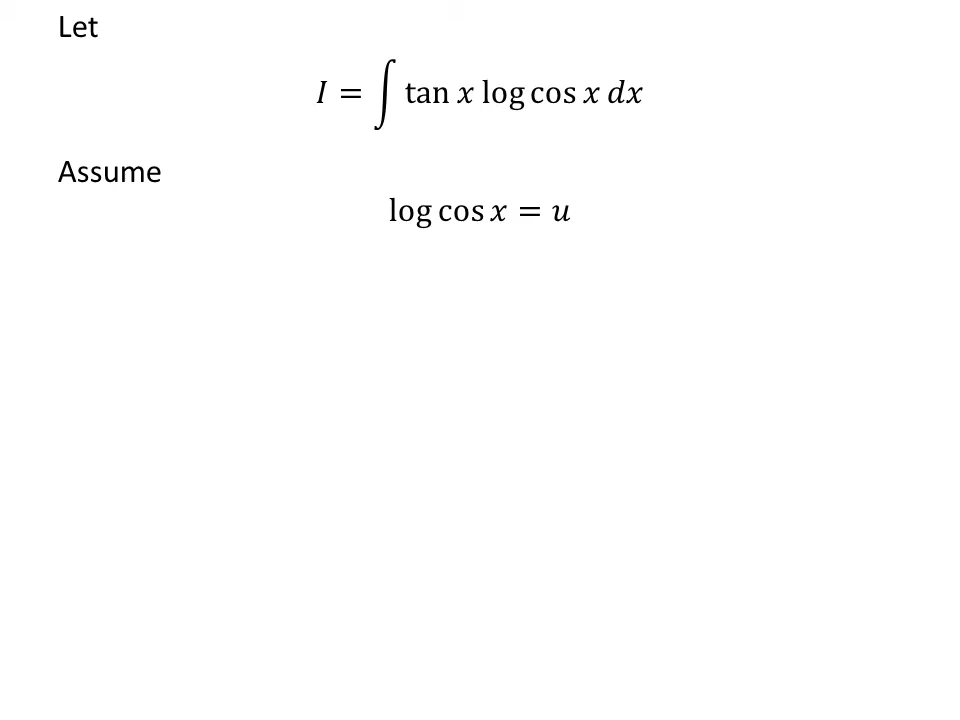 Let
𝐼 = ∫ tan 𝑥 log cos 𝑥 𝑑𝑥
Assume
log cos 𝑥 = 𝑢